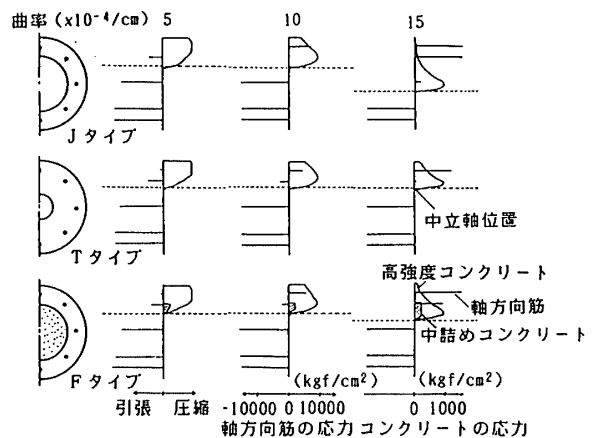 曲率(x10⁻⁴/cm) 5 10 15
Jタイプ
中立軸位置
Tタイプ
高強度コンクリート
軸方向筋
中詰めコンクリート
Fタイプ
(kgf/cm²) (kgf/cm²)
引張 圧縮 -10000 0 10000 0 1000
軸方向筋の応力 コンクリートの応力